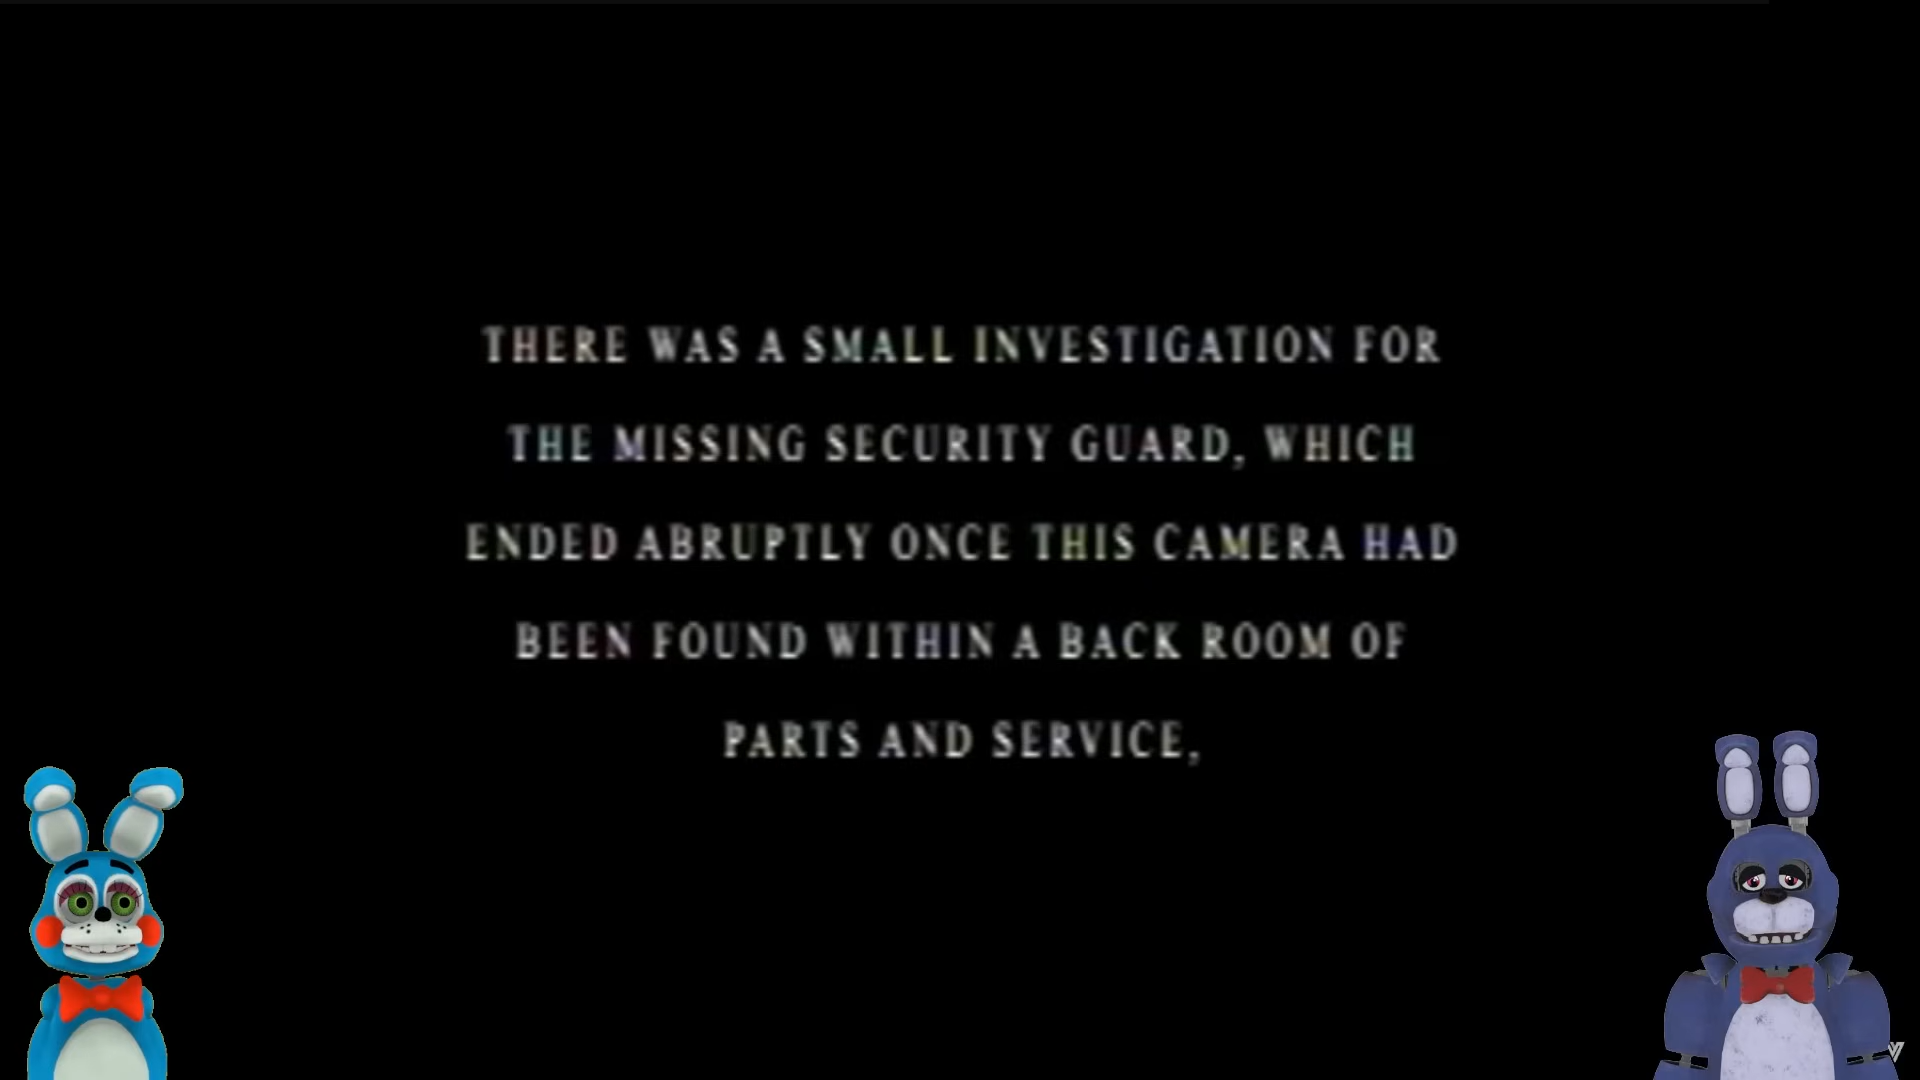 THERE WAS A SMALL INVESTIGATION FOR
THE MISSING SECURITY GUARD, WHICH
ENDED ABRUPTLY ONCE THIS CAMERA HAD
BEEN FOUND WITHIN A BACK ROOM OF
PARTS AND SERVICE,